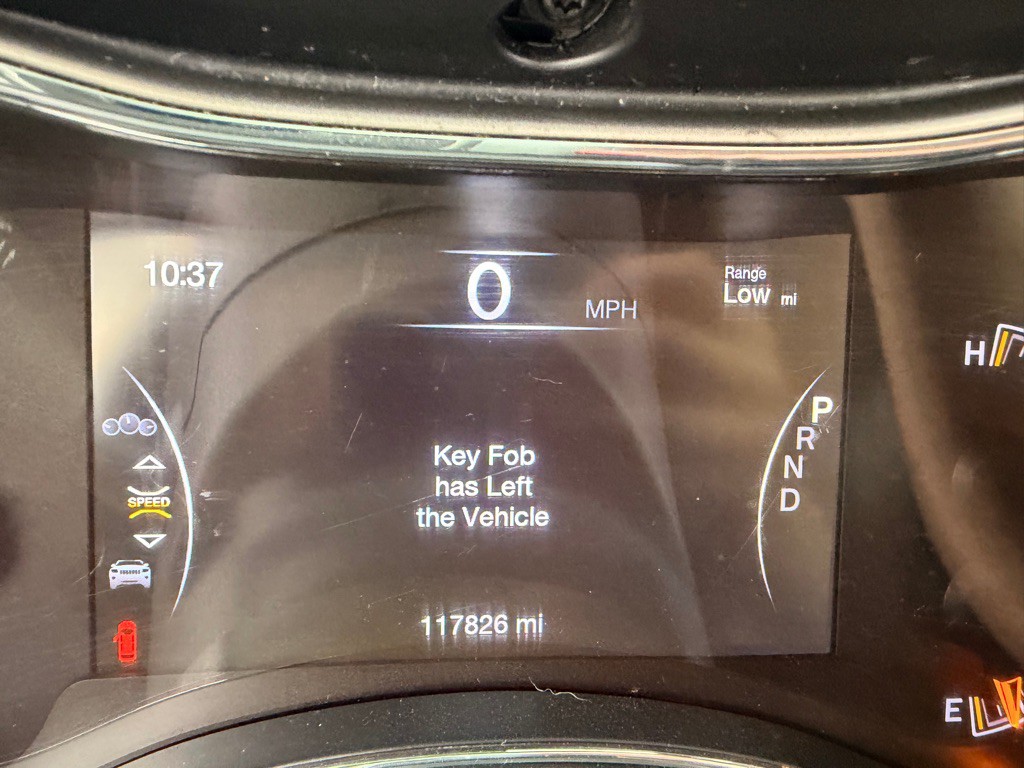 10:37
0
MPH
Range
Low mi
H
P
R
N
D
SPEED
Key Fob
has Left
the Vehicle
117826 mi
E